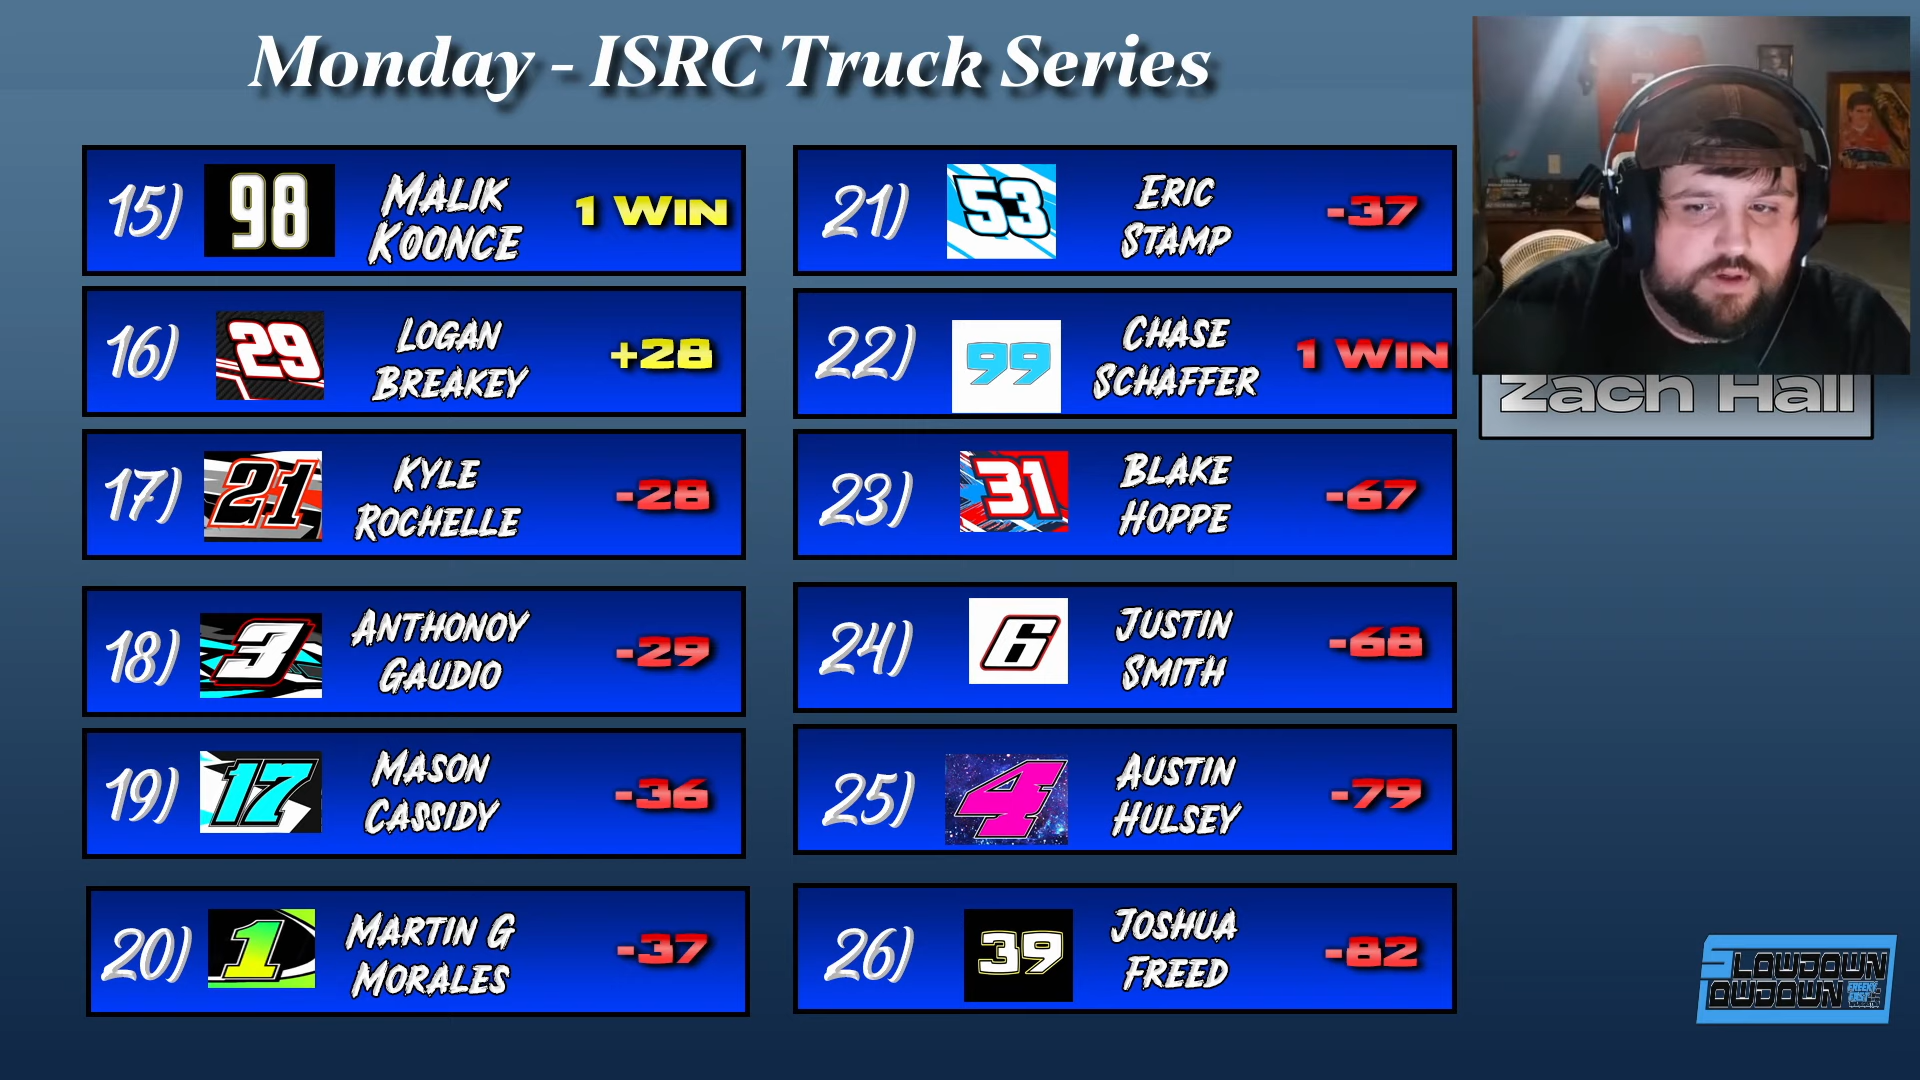 Monday - ISRC Truck Series
15) 98 Malik Koonce 1 WIN
16) 29 Logan Breakey +28
17) 21 Kyle Rochelle -28
18) 3 Anthonoy Gaudio -29
19) 17 Mason Cassidy -36
20) 1 Martin G Morales -37
21) 53 Eric Stamp -37
22) 99 Chase Schaffer 1 WIN
23) 31 Blake Hoppe -67
24) 6 Justin Smith -68
25) 4 Austin Hulsey -79
26) 39 Joshua Freed -82
Zach Hall
SLOWDOWN
LOWDOWN